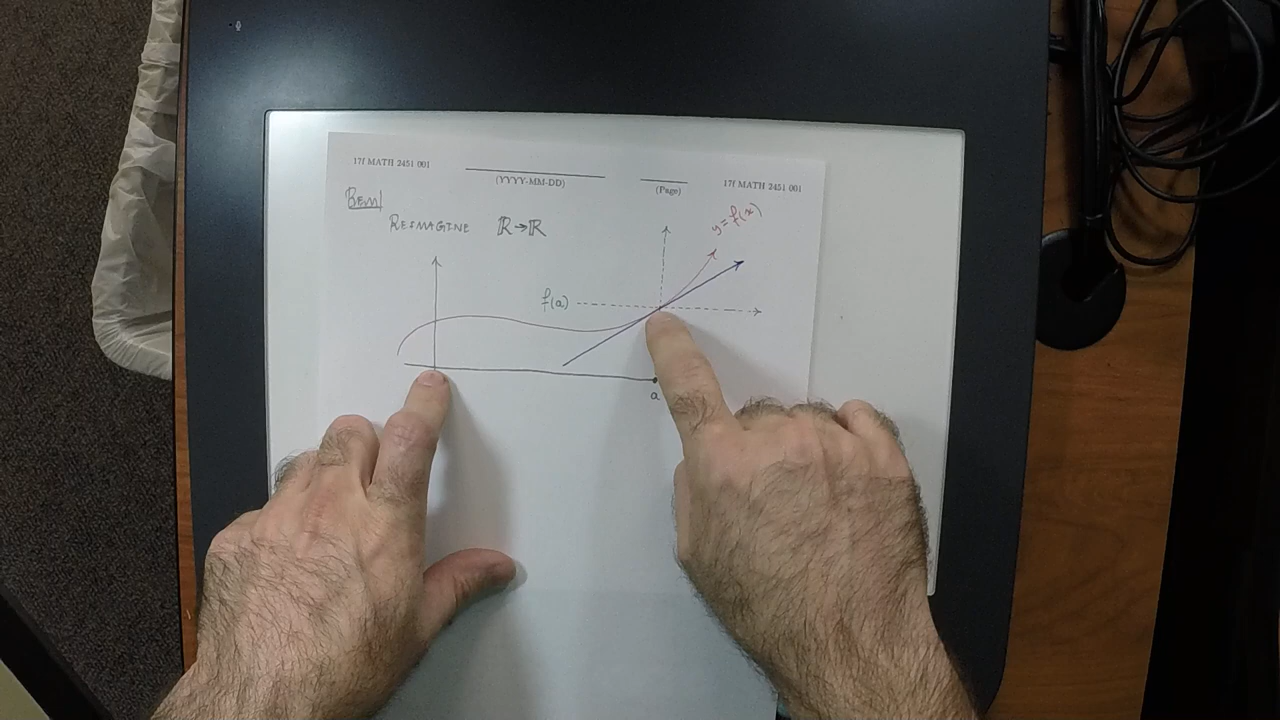 17f MATH 2451 001
(YYYY-MM-DD)
(Page)
17f MATH 2451 001
REM
REIMAGINE ℝ→ℝ
y = f(x)
f(a)
a